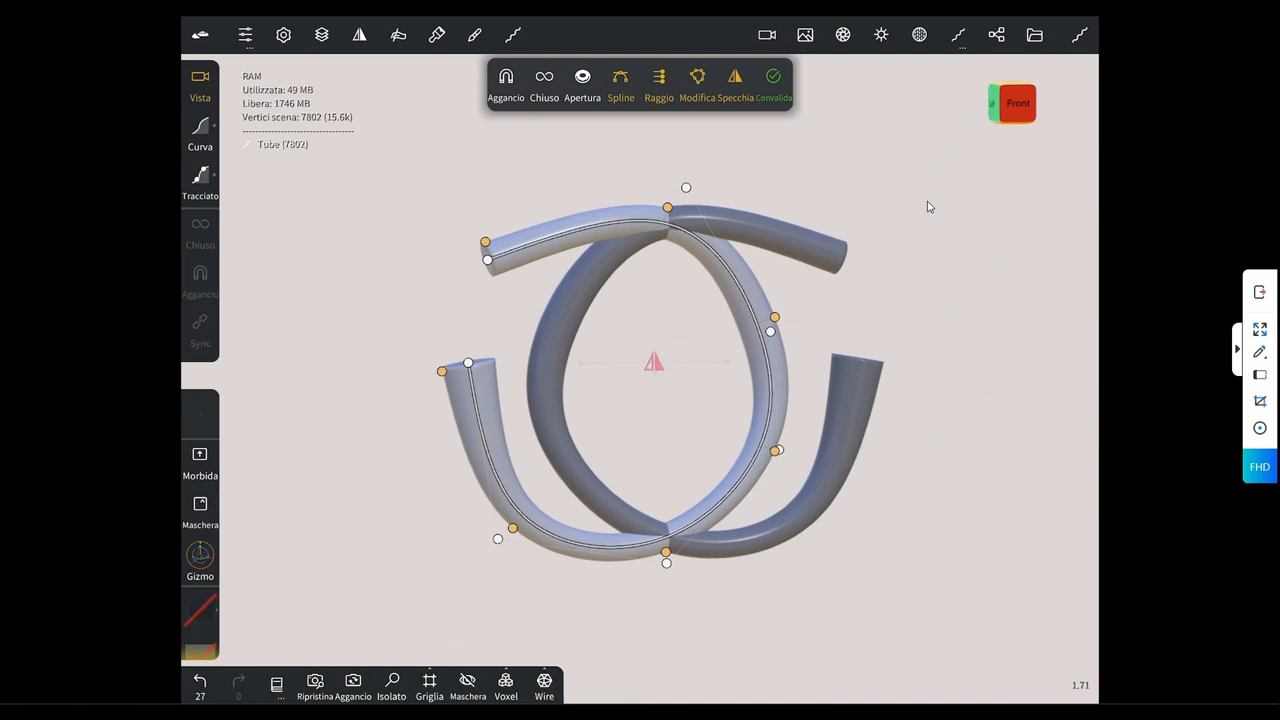 RAM
Utilizzata: 49 MB
Libera: 1746 MB
Vertici scena: 7802 (15.6k)
Tube (7802)
Aggancio Chiuso Apertura Spline Raggio Modifica Specchia Convalida
Front
Vista
Curva
Tracciato
Chiuso
Aggancio
Sync
Morbida
Maschera
Gizmo
FHD
27 0 ... Ripristina Aggancio Isolato Griglia Maschera Voxel Wire
1.71